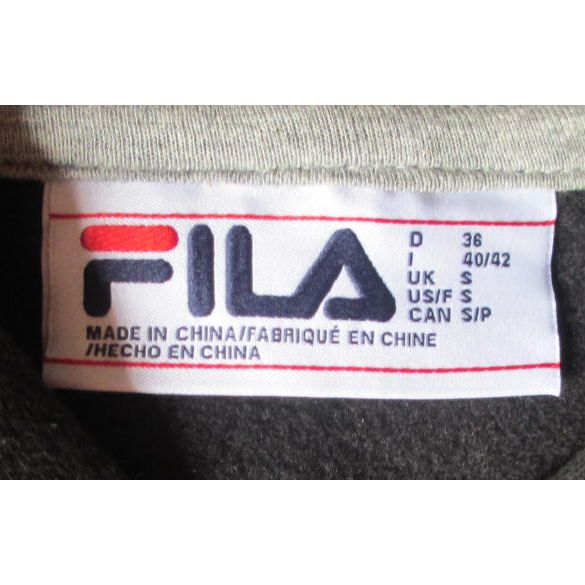 FILA
D 36
I 40/42
UK S
US/F S
CAN S/P
MADE IN CHINA/FABRIQUÉ EN CHINE
/HECHO EN CHINA